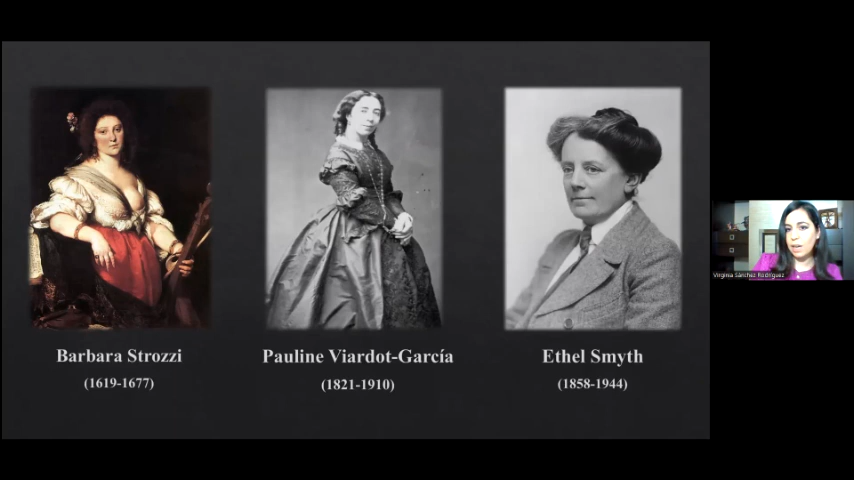 Barbara Strozzi
(1619-1677)
Pauline Viardot-García
(1821-1910)
Ethel Smyth
(1858-1944)
Virginia Sánchez Rodríguez